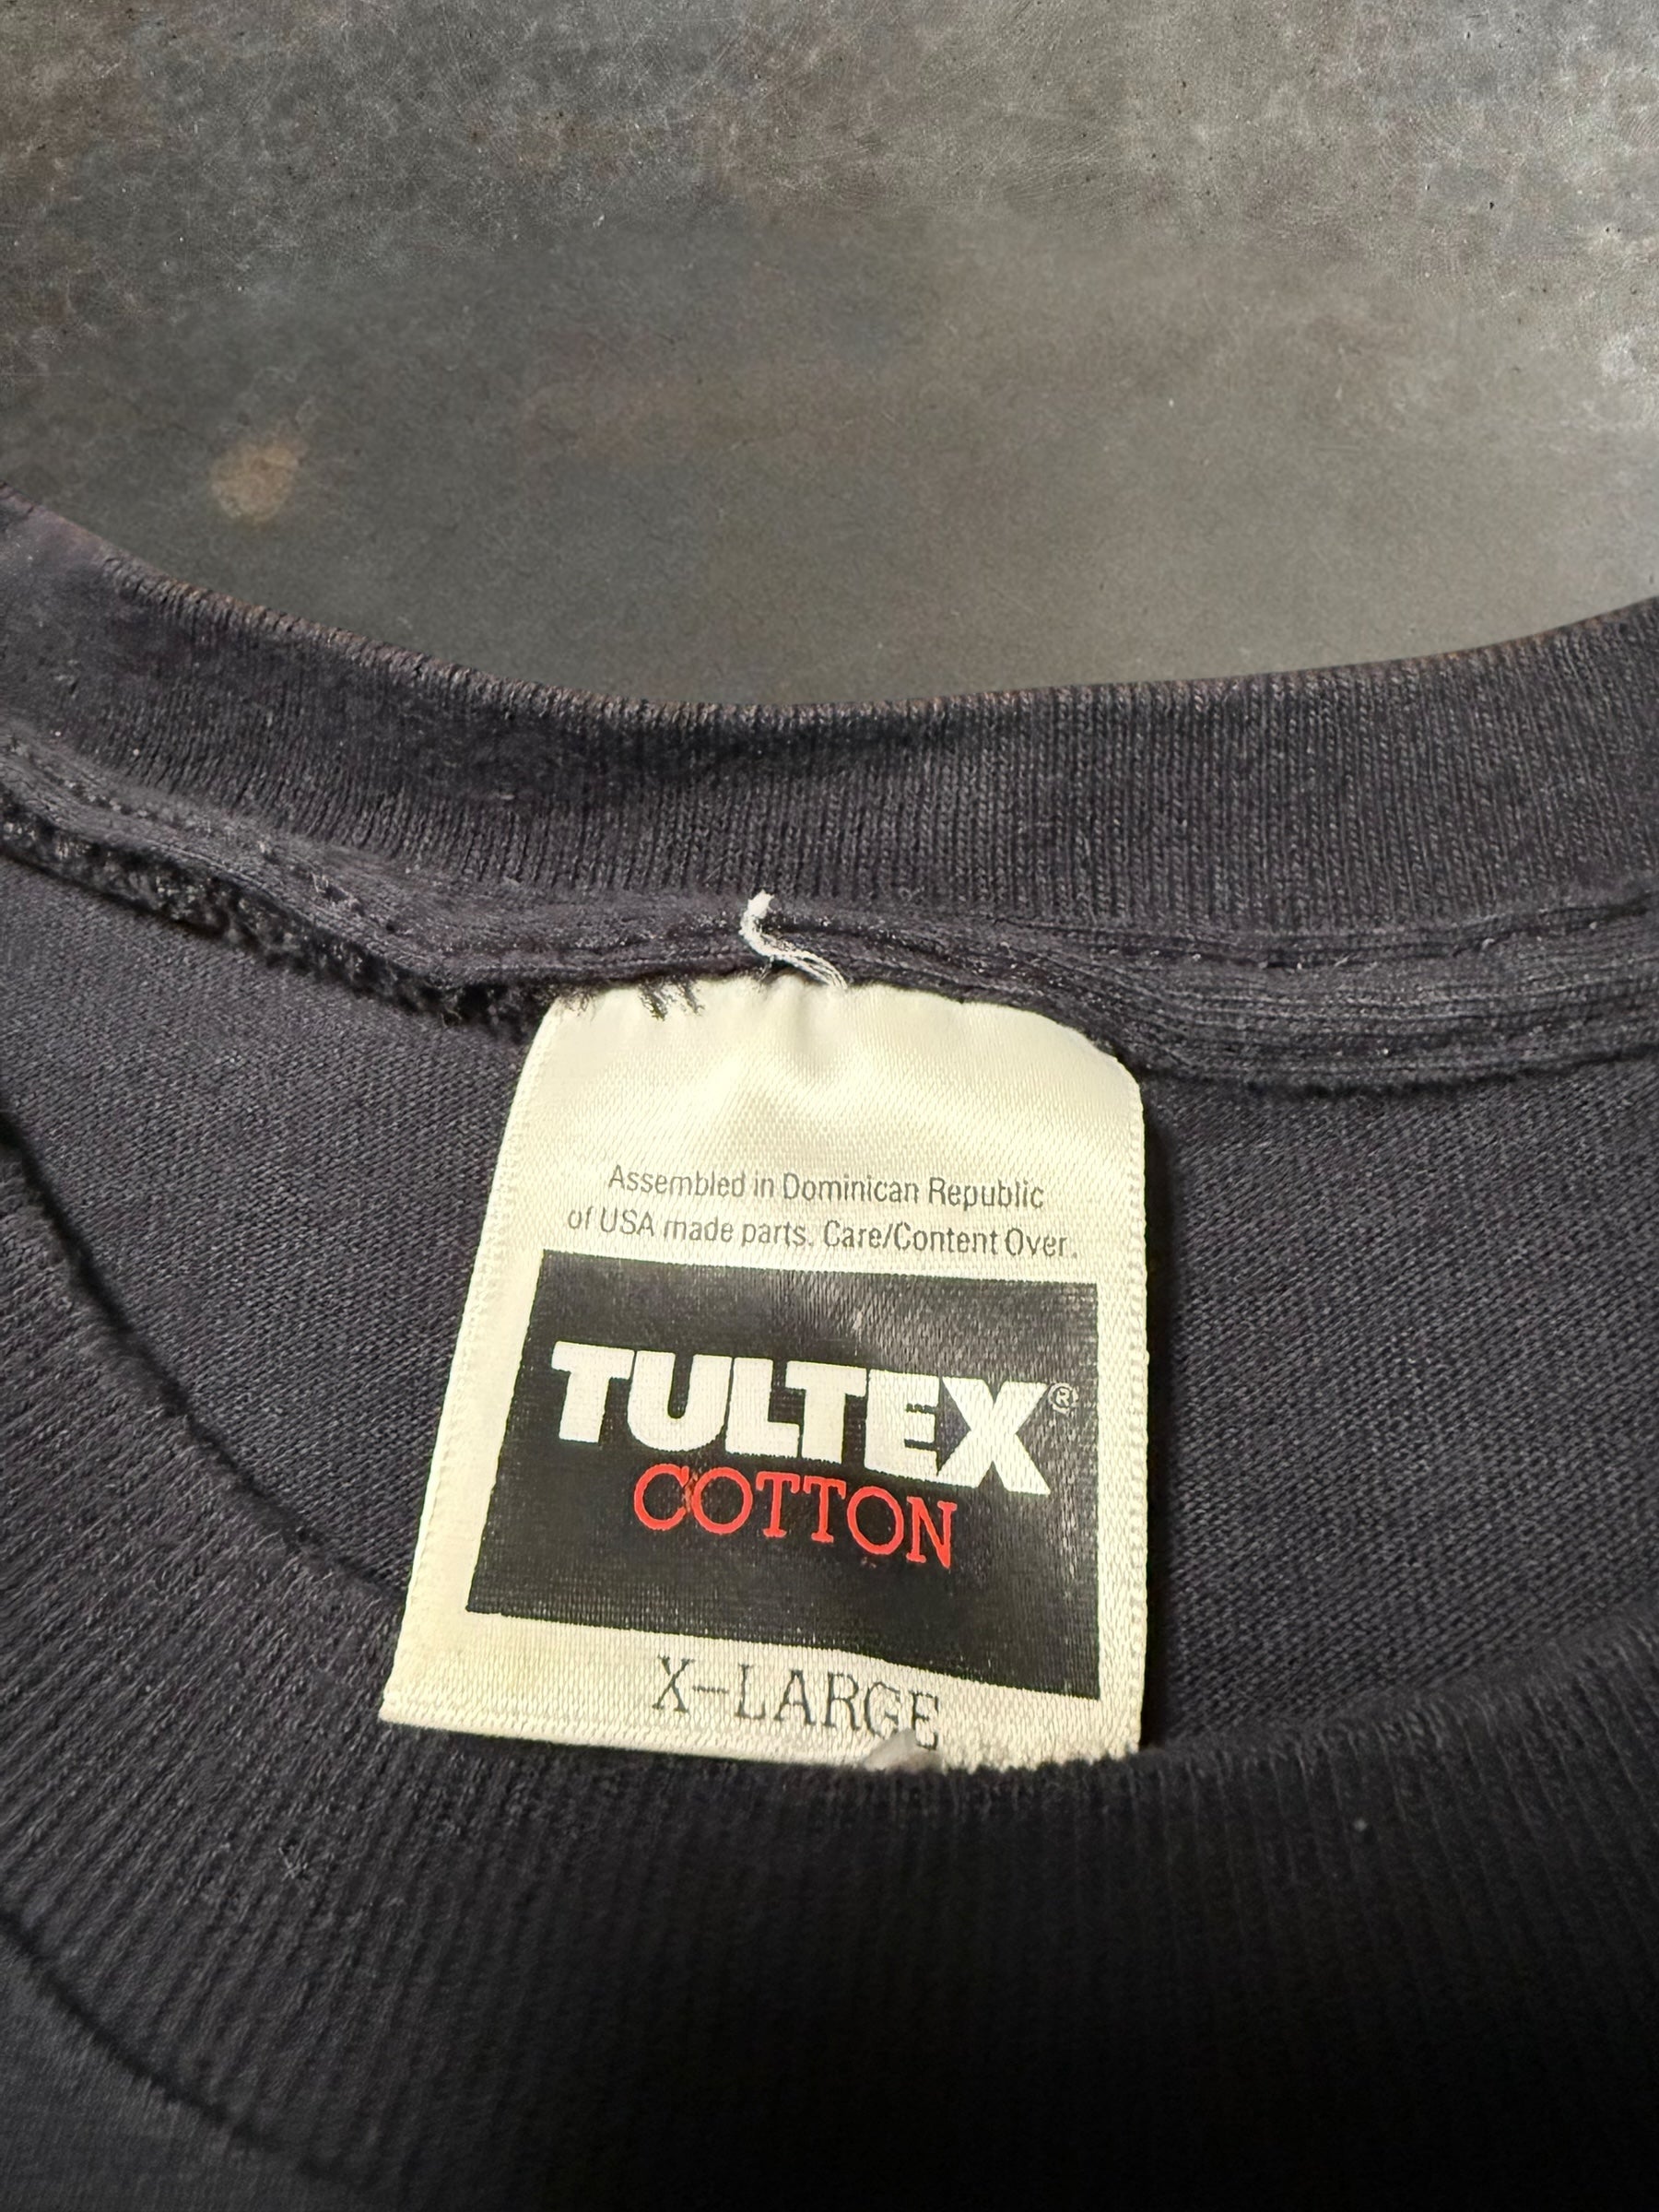 Assembled in Dominican Republic
of USA made parts. Care/Content Over.
TULTEX®
COTTON
X-LARGE